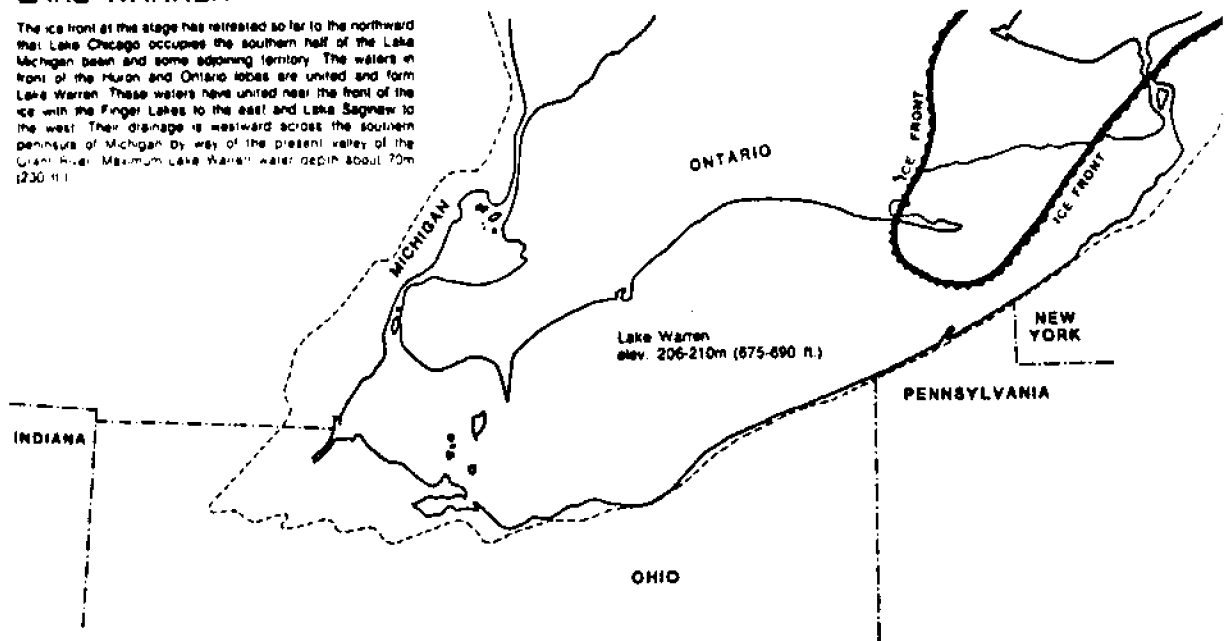 The ice front at this stage has retreated so far to the northward
that Lake Chicago occupies the southern half of the Lake
Michigan basin and some adjoining territory. The waters in
front of the Huron and Ontario lobes are united and form
Lake Warren. These waters have united near the front of the
ice with the Finger Lakes to the east and Lake Saginaw to
the west. Their drainage is westward across the southern
peninsula of Michigan by way of the present valley of the
Grand River. Maximum Lake Warren water depth about 70m
(230 ft.)
ICE FRONT
ICE FRONT
ONTARIO
MICHIGAN
Lake Warren
elev. 206-210m (675-690 ft.)
NEW
YORK
PENNSYLVANIA
INDIANA
OHIO